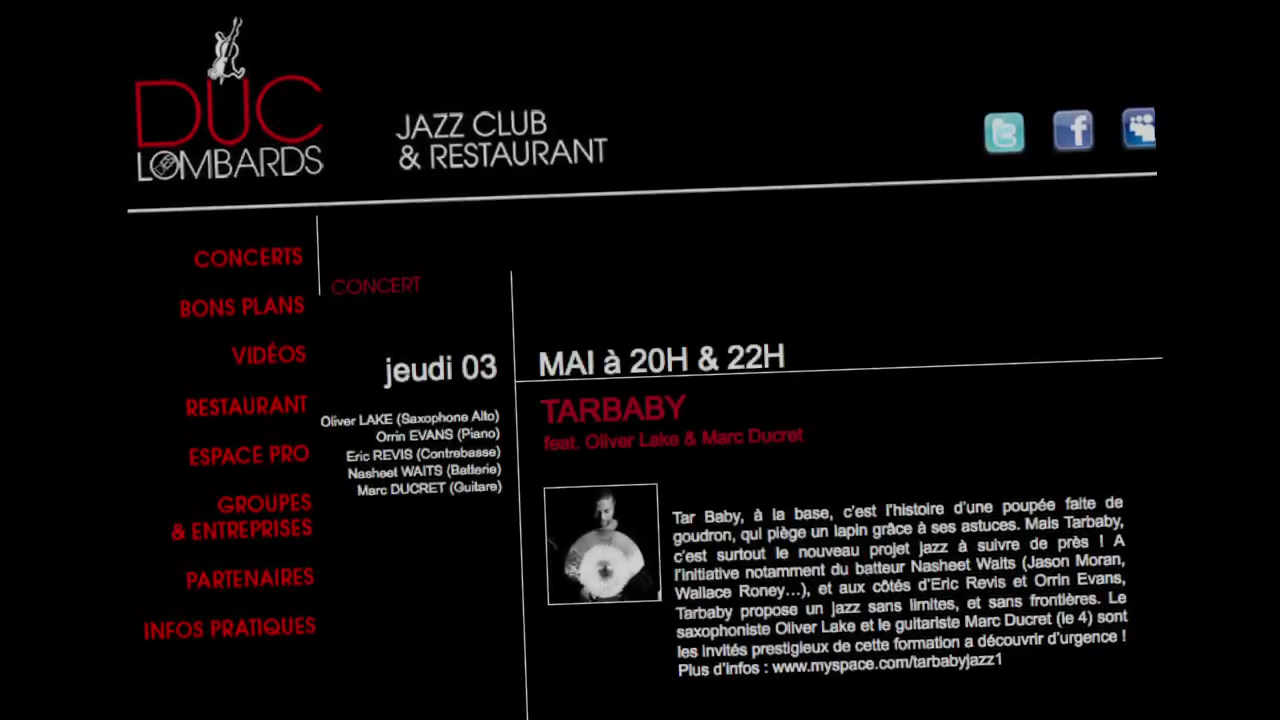 DUC
LOMBARDS
JAZZ CLUB
& RESTAURANT
CONCERTS
BONS PLANS
VIDÉOS
RESTAURANT
ESPACE PRO
GROUPES
& ENTREPRISES
PARTENAIRES
INFOS PRATIQUES
CONCERT
jeudi 03
Oliver LAKE (Saxophone Alto)
Orrin EVANS (Piano)
Eric REVIS (Contrebasse)
Nasheet WAITS (Batterie)
Marc DUCRET (Guitare)
MAI à 20H & 22H
TARBABY
feat. Oliver Lake & Marc Ducret
Tar Baby, à la base, c'est l'histoire d'une poupée faite de
goudron, qui piège un lapin grâce à ses astuces. Mais Tarbaby,
c'est surtout le nouveau projet jazz à suivre de près ! A
l'initiative notamment du batteur Nasheet Waits (Jason Moran,
Wallace Roney...), et aux côtés d'Eric Revis et Orrin Evans,
Tarbaby propose un jazz sans limites, et sans frontières. Le
saxophoniste Oliver Lake et le guitariste Marc Ducret (le 4) sont
les invités prestigieux de cette formation a découvrir d'urgence !
Plus d'infos : www.myspace.com/tarbabyjazz1